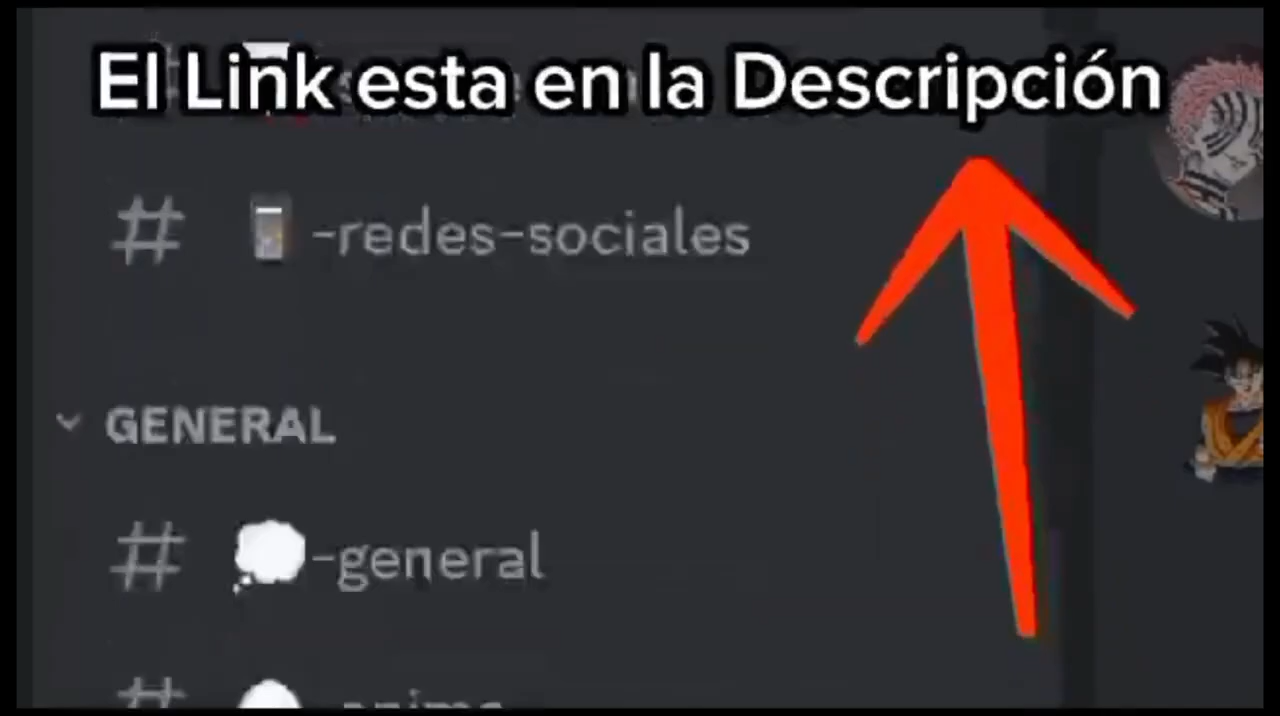 El Link esta en la Descripción
# -redes-sociales
GENERAL
# -general